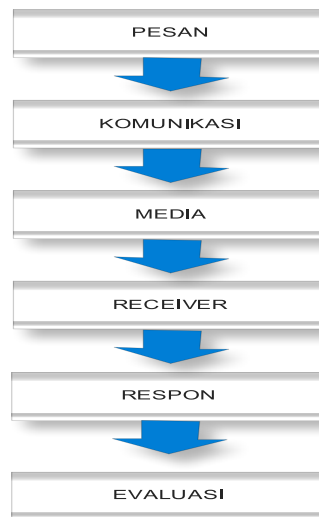 PESAN
KOMUNIKASI
MEDIA
RECEIVER
RESPON
EVALUASI